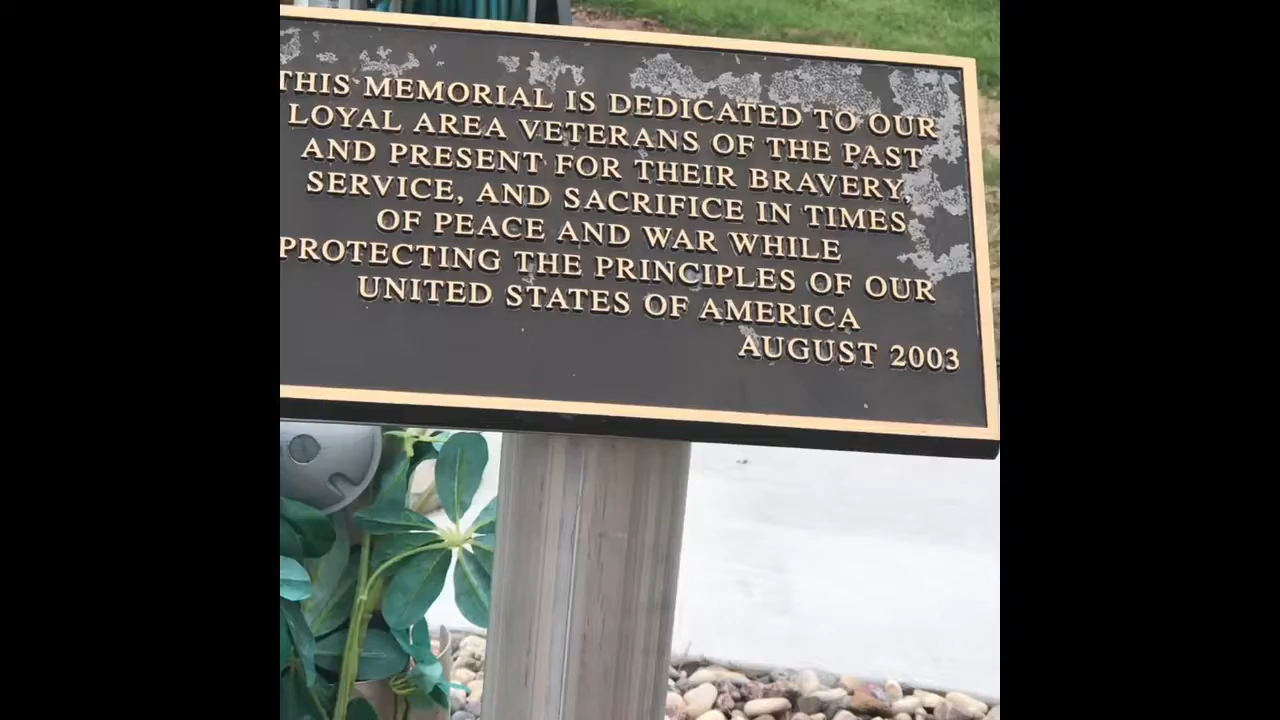 THIS MEMORIAL IS DEDICATED TO OUR
LOYAL AREA VETERANS OF THE PAST
AND PRESENT FOR THEIR BRAVERY,
SERVICE, AND SACRIFICE IN TIMES
OF PEACE AND WAR WHILE
PROTECTING THE PRINCIPLES OF OUR
UNITED STATES OF AMERICA
AUGUST 2003